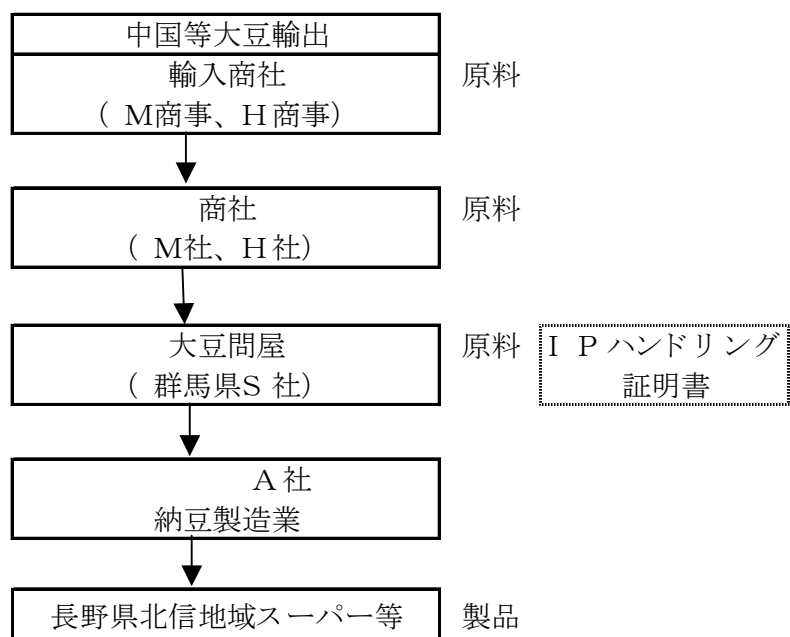 中国等大豆輸出
輸入商社
( M商事、H商事)
原料
商社
( M社、H社)
原料
大豆問屋
( 群馬県S 社)
原料
I P ハンドリング
証明書
A社
納豆製造業
長野県北信地域スーパー等
製品